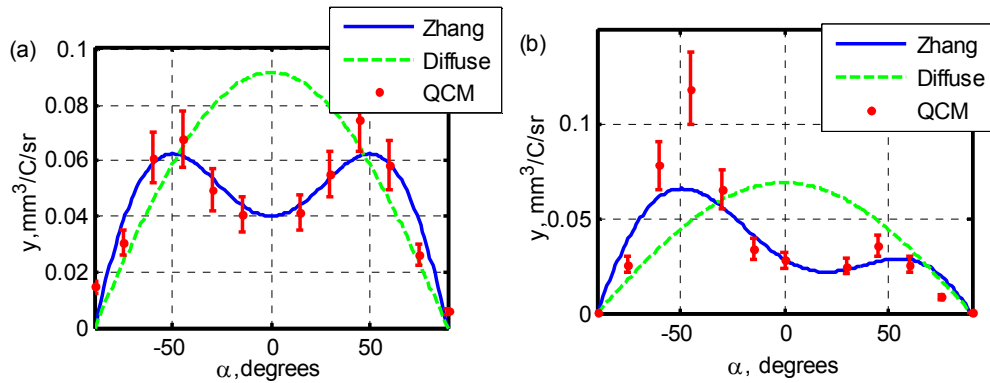 (a)
Zhang
Diffuse
QCM
0.1
0.08
0.06
0.04
0.02
0
y,mm³/C/sr
-50
0
50
α,degrees
(b)
Zhang
Diffuse
QCM
0.1
0.05
0
y,mm³/C/sr
-50
0
50
α, degrees